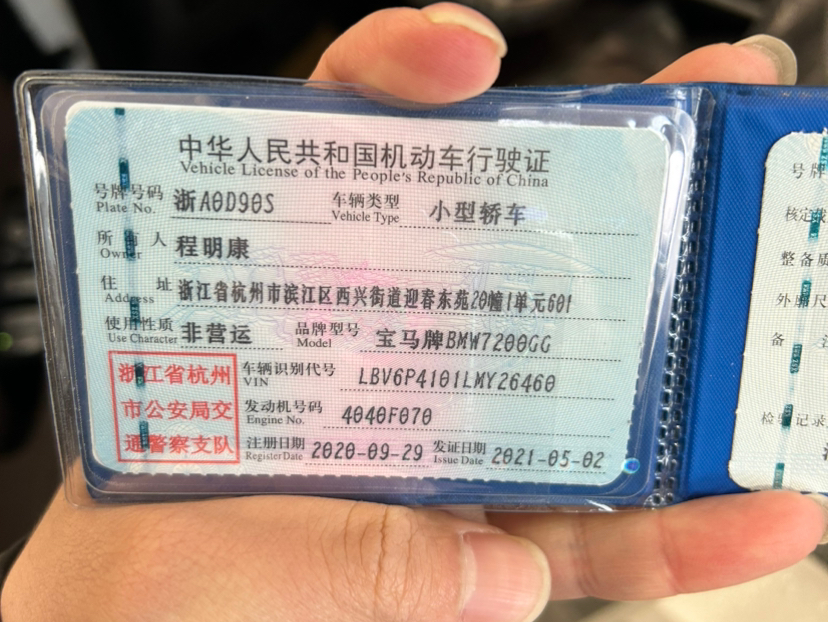 中华人民共和国机动车行驶证
Vehicle License of the People's Republic of China
号牌号码 浙A0D90S 车辆类型 小型轿车
Plate No. Vehicle Type
所有人 程明康
Owner
住址 浙江省杭州市滨江区西兴街道迎春东苑20幢1单元601
Address
使用性质 非营运 品牌型号 宝马牌BMW7200GG
Use Character Model
浙江省杭州
市公安局交
通警察支队
车辆识别代号 LBV6P4101LMY26460
VIN
发动机号码 4040F070
Engine No.
注册日期 2020-09-29 发证日期 2021-05-02
Register Date Issue Date
号牌
核定载
整备质
外廓尺
备 注
检验记录